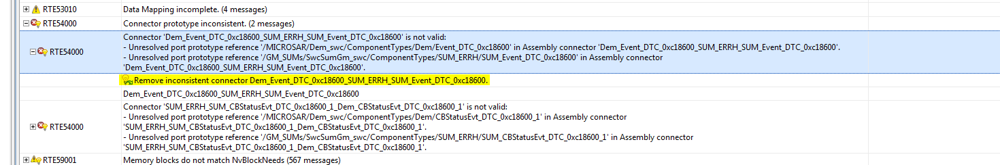 RTE53010 Data Mapping incomplete. (4 messages)
RTE54000 Connector prototype inconsistent. (2 messages)
Connector 'Dem_Event_DTC_0xc18600_SUM_ERRH_SUM_Event_DTC_0xc18600' is not valid:
- Unresolved port prototype reference '/MICROSAR/Dem_swc/ComponentTypes/Dem/Event_DTC_0xc18600' in Assembly connector 'Dem_Event_DTC_0xc18600_SUM_ERRH_SUM_Event_DTC_0xc18600'.
RTE54000
- Unresolved port prototype reference '/GM_SUMs/SwcSumGm_swc/ComponentTypes/SUM_ERRH/SUM_Event_DTC_0xc18600' in Assembly connector
'Dem_Event_DTC_0xc18600_SUM_ERRH_SUM_Event_DTC_0xc18600'.
Remove inconsistent connector Dem_Event_DTC_0xc18600_SUM_ERRH_SUM_Event_DTC_0xc18600.
Dem_Event_DTC_0xc18600_SUM_ERRH_SUM_Event_DTC_0xc18600
Connector 'SUM_ERRH_SUM_CBStatusEvt_DTC_0xc18600_1_Dem_CBStatusEvt_DTC_0xc18600_1' is not valid:
- Unresolved port prototype reference '/MICROSAR/Dem_swc/ComponentTypes/Dem/CBStatusEvt_DTC_0xc18600_1' in Assembly connector
RTE54000 'SUM_ERRH_SUM_CBStatusEvt_DTC_0xc18600_1_Dem_CBStatusEvt_DTC_0xc18600_1'.
- Unresolved port prototype reference '/GM_SUMs/SwcSumGm_swc/ComponentTypes/SUM_ERRH/SUM_CBStatusEvt_DTC_0xc18600_1' in Assembly connector
'SUM_ERRH_SUM_CBStatusEvt_DTC_0xc18600_1_Dem_CBStatusEvt_DTC_0xc18600_1'.
RTE59001 Memory blocks do not match NvBlockNeeds (567 messages)